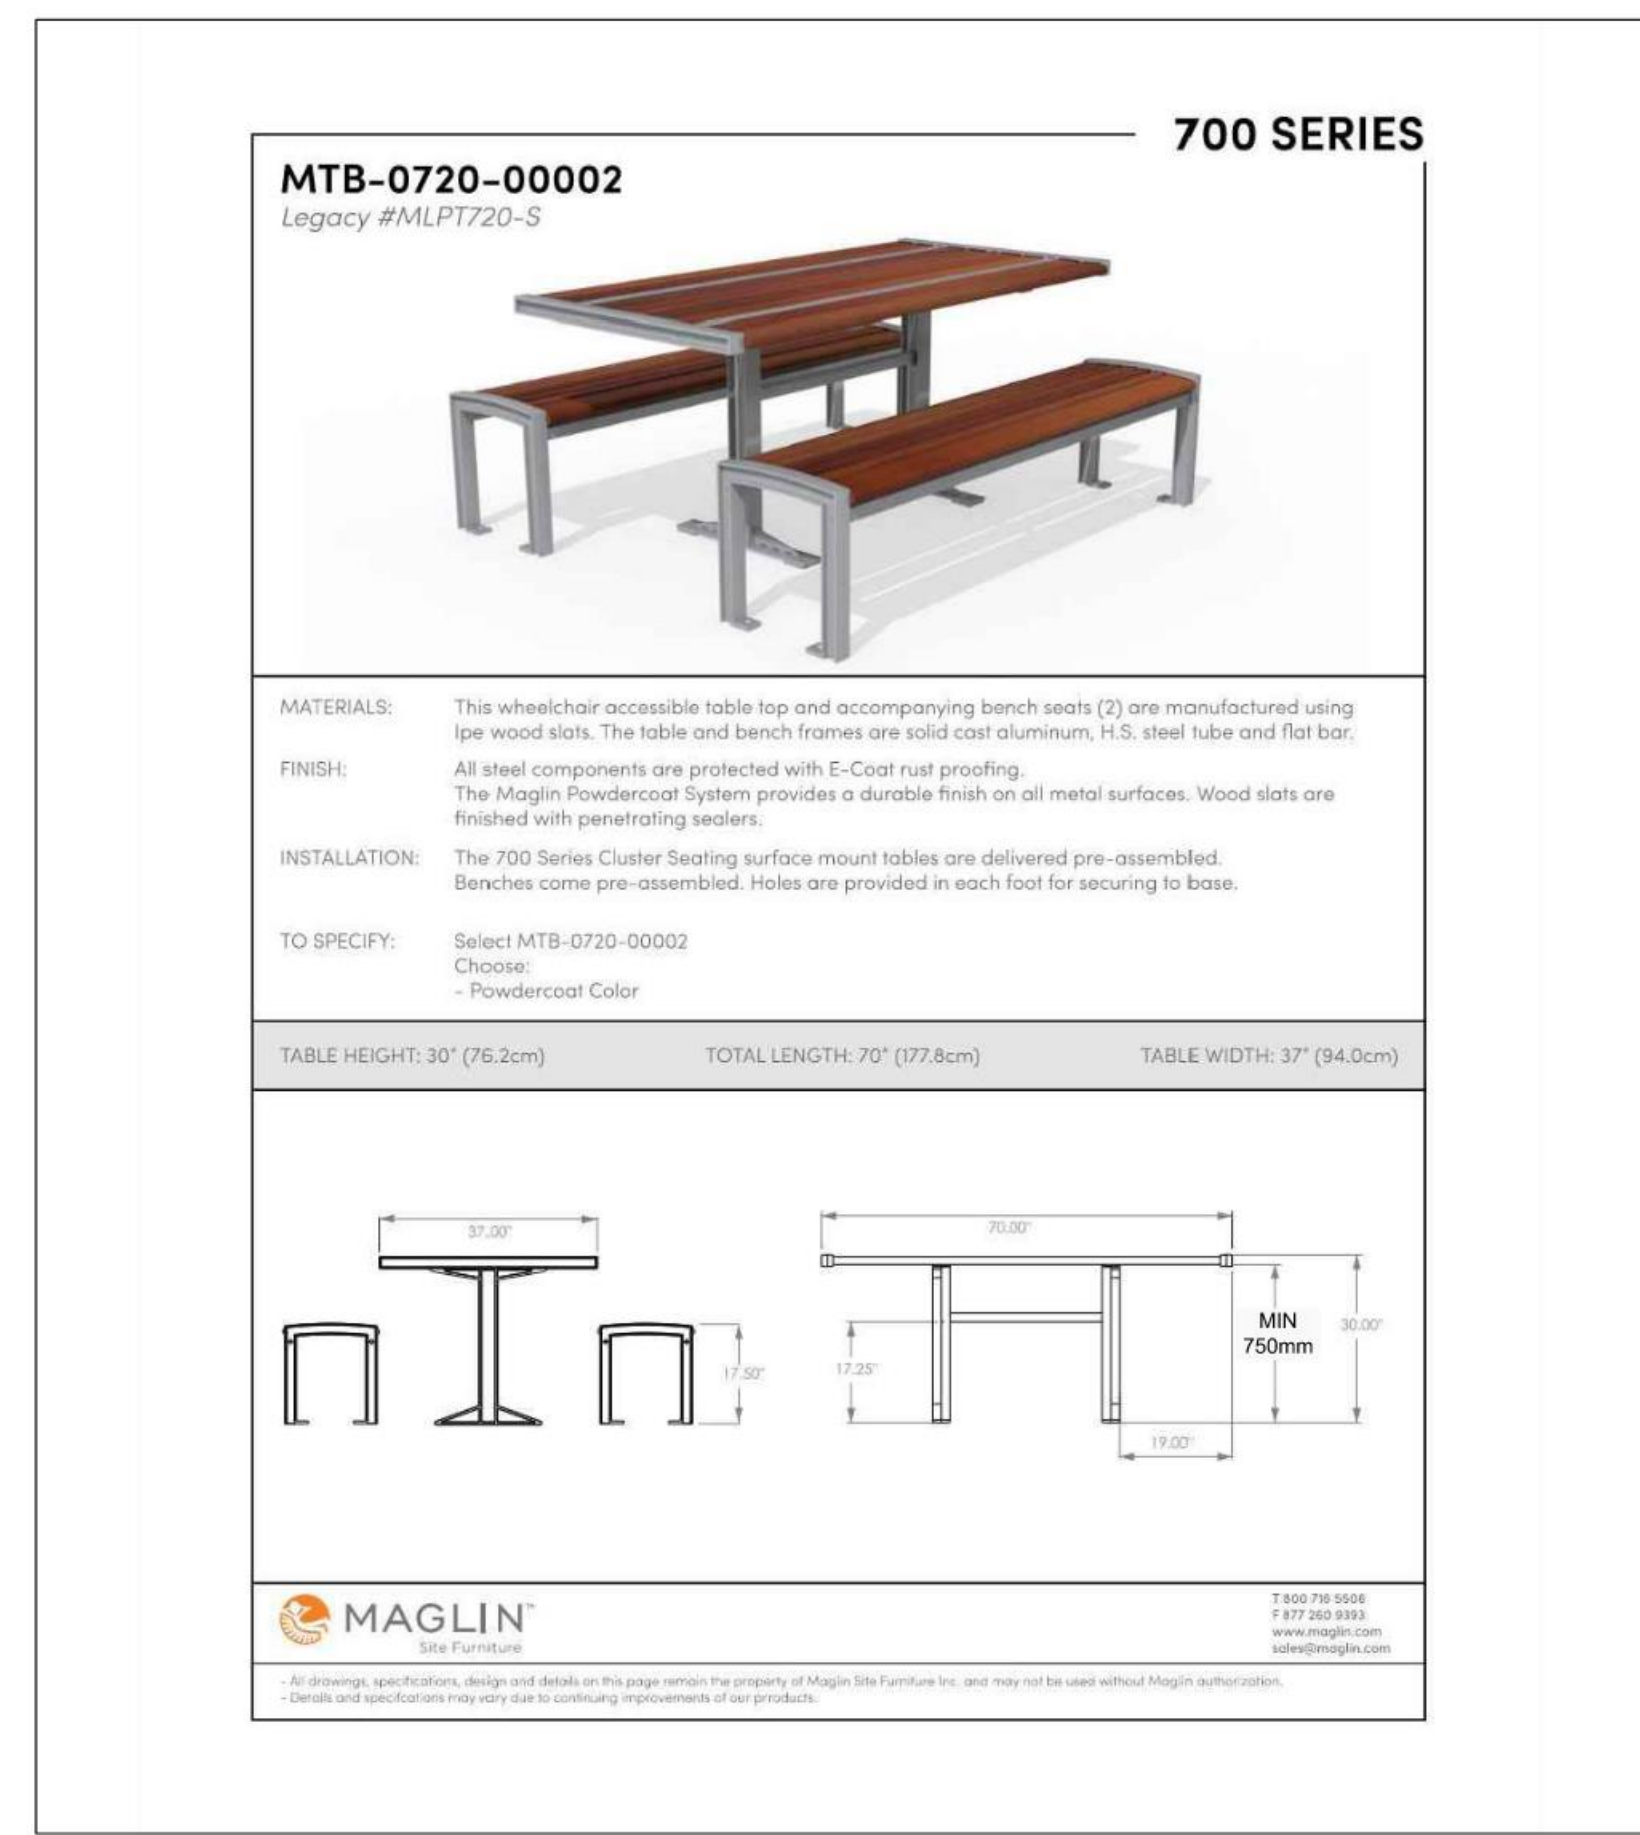 700 SERIES
MTB-0720-00002
Legacy #MLPT720-S
MATERIALS: This wheelchair accessible table top and accompanying bench seats (2) are manufactured using
Ipe wood slats. The table and bench frames are solid cast aluminum, H.S. steel tube and flat bar.
FINISH: All steel components are protected with E-Coat rust proofing.
The Maglin Powdercoat System provides a durable finish on all metal surfaces. Wood slats are
finished with penetrating sealers.
INSTALLATION: The 700 Series Cluster Seating surface mount tables are delivered pre-assembled.
Benches come pre-assembled. Holes are provided in each foot for securing to base.
TO SPECIFY: Select MTB-0720-00002
Choose:
- Powdercoat Color
TABLE HEIGHT: 30" (76.2cm) TOTAL LENGTH: 70" (177.8cm) TABLE WIDTH: 37" (94.0cm)
37.00"
70.00"
MIN
750mm
30.00"
17.50"
17.25"
19.00"
MAGLIN™
Site Furniture
T 800 716 5506
F 877 260 9393
www.maglin.com
sales@maglin.com
- All drawings, specifications, design and details on this page remain the property of Maglin Site Furniture Inc. and may not be used without Maglin authorization.
- Details and specifcations may vary due to continuing improvements of our prroducts.